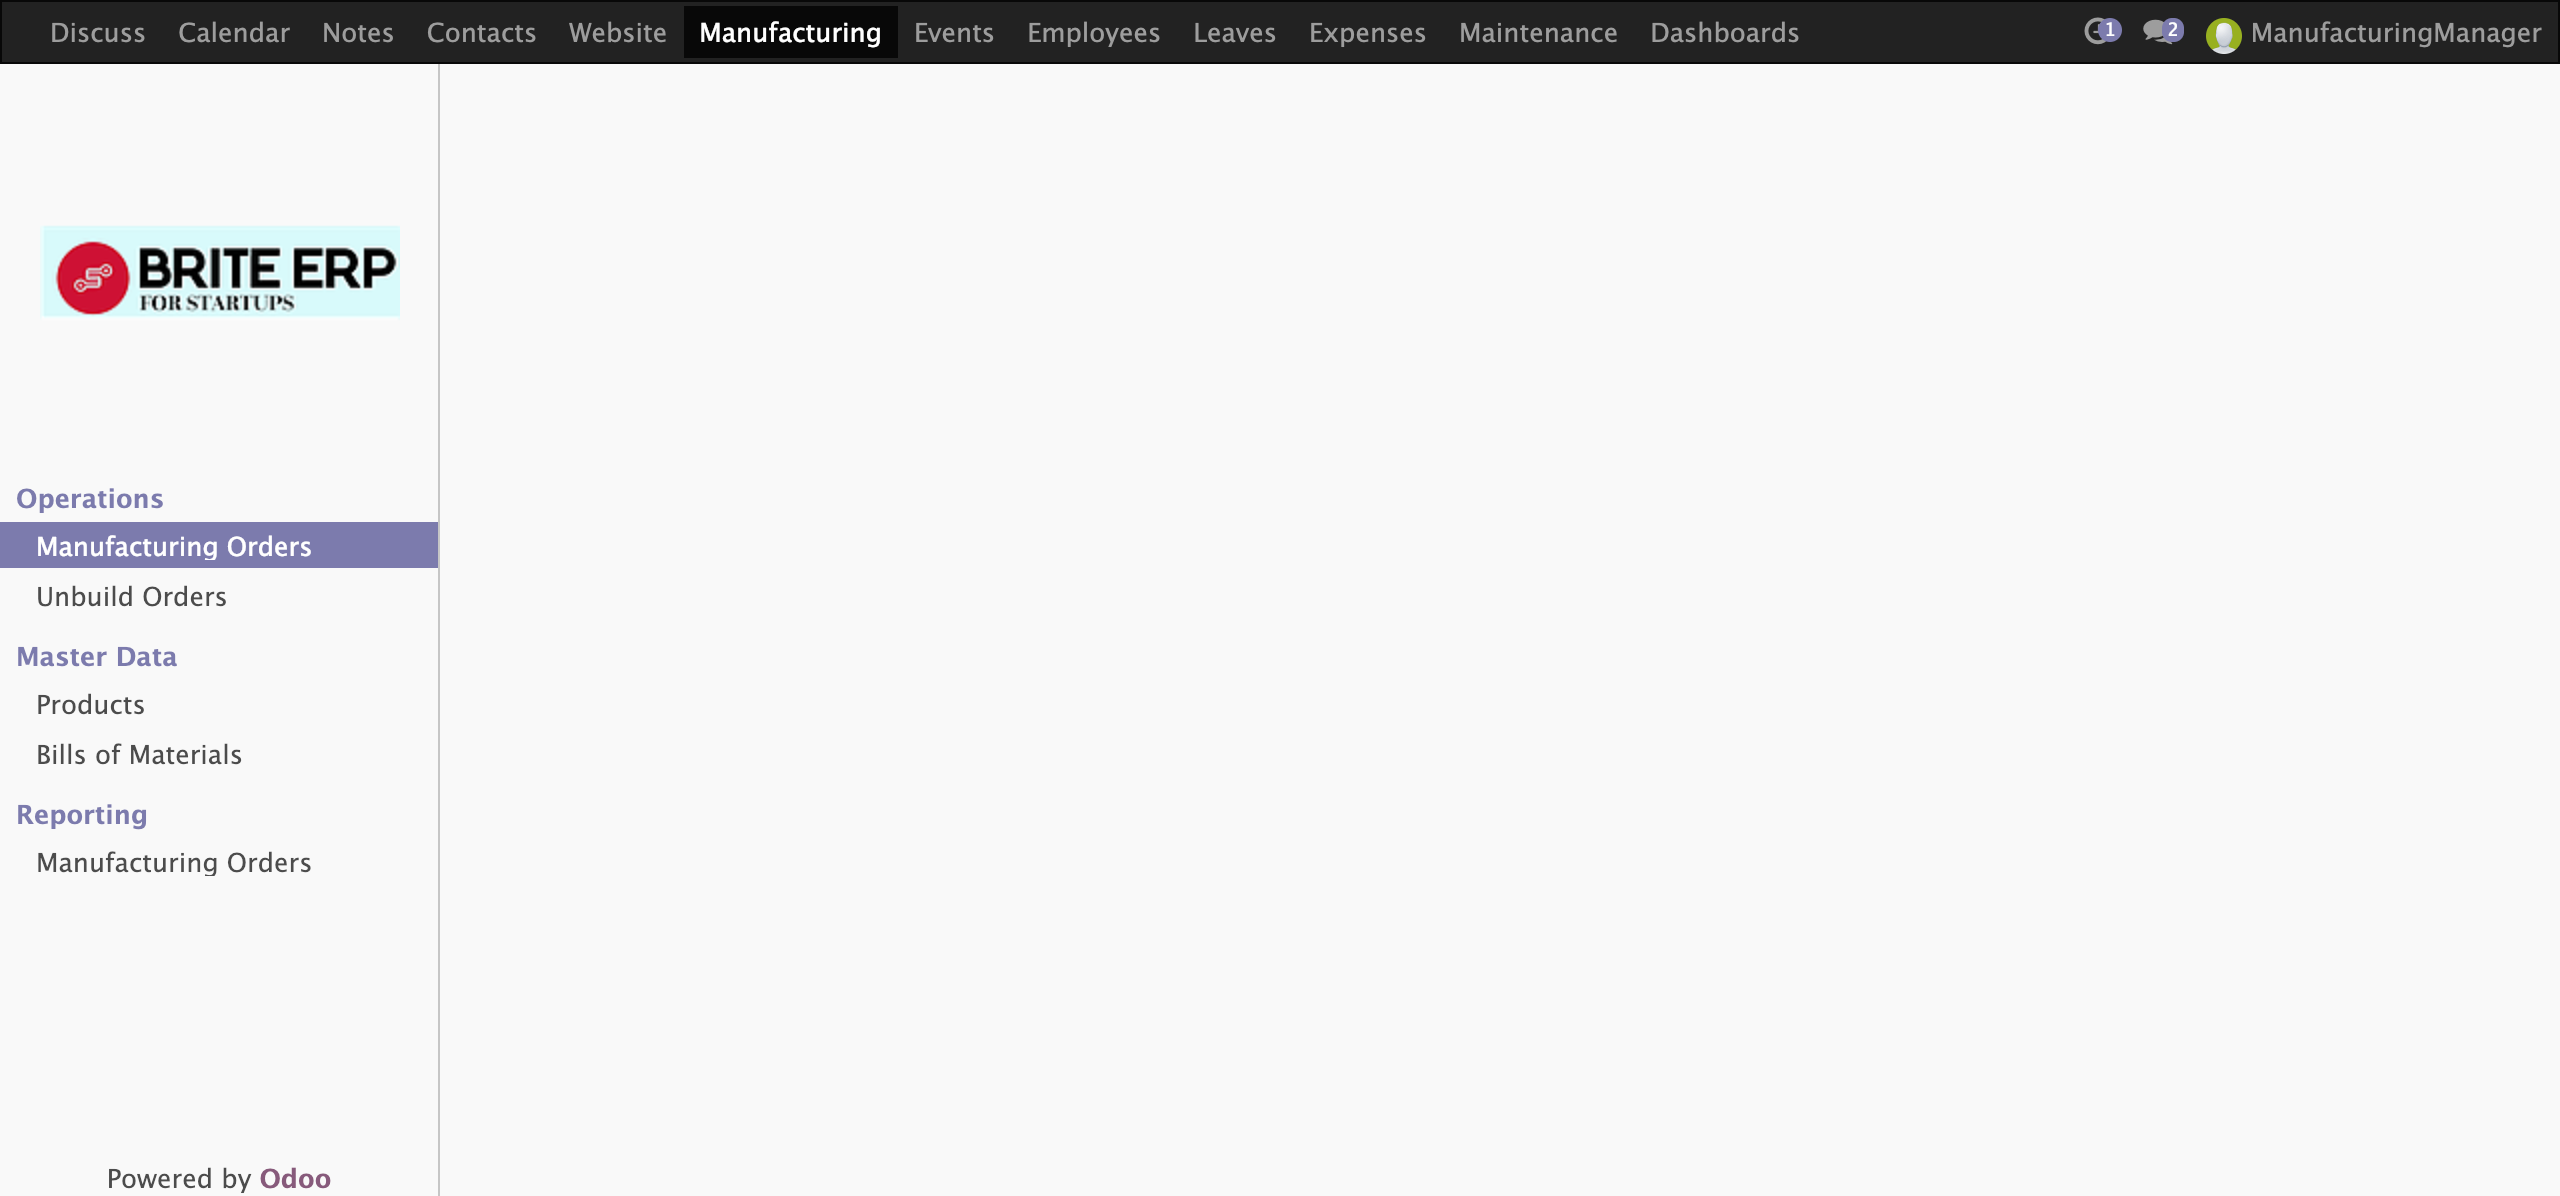 Discuss Calendar Notes Contacts Website Manufacturing Events Employees Leaves Expenses Maintenance Dashboards 1 2 ManufacturingManager
BRITE ERP
FOR STARTUPS
Operations
Manufacturing Orders
Unbuild Orders
Master Data
Products
Bills of Materials
Reporting
Manufacturing Orders
Powered by Odoo